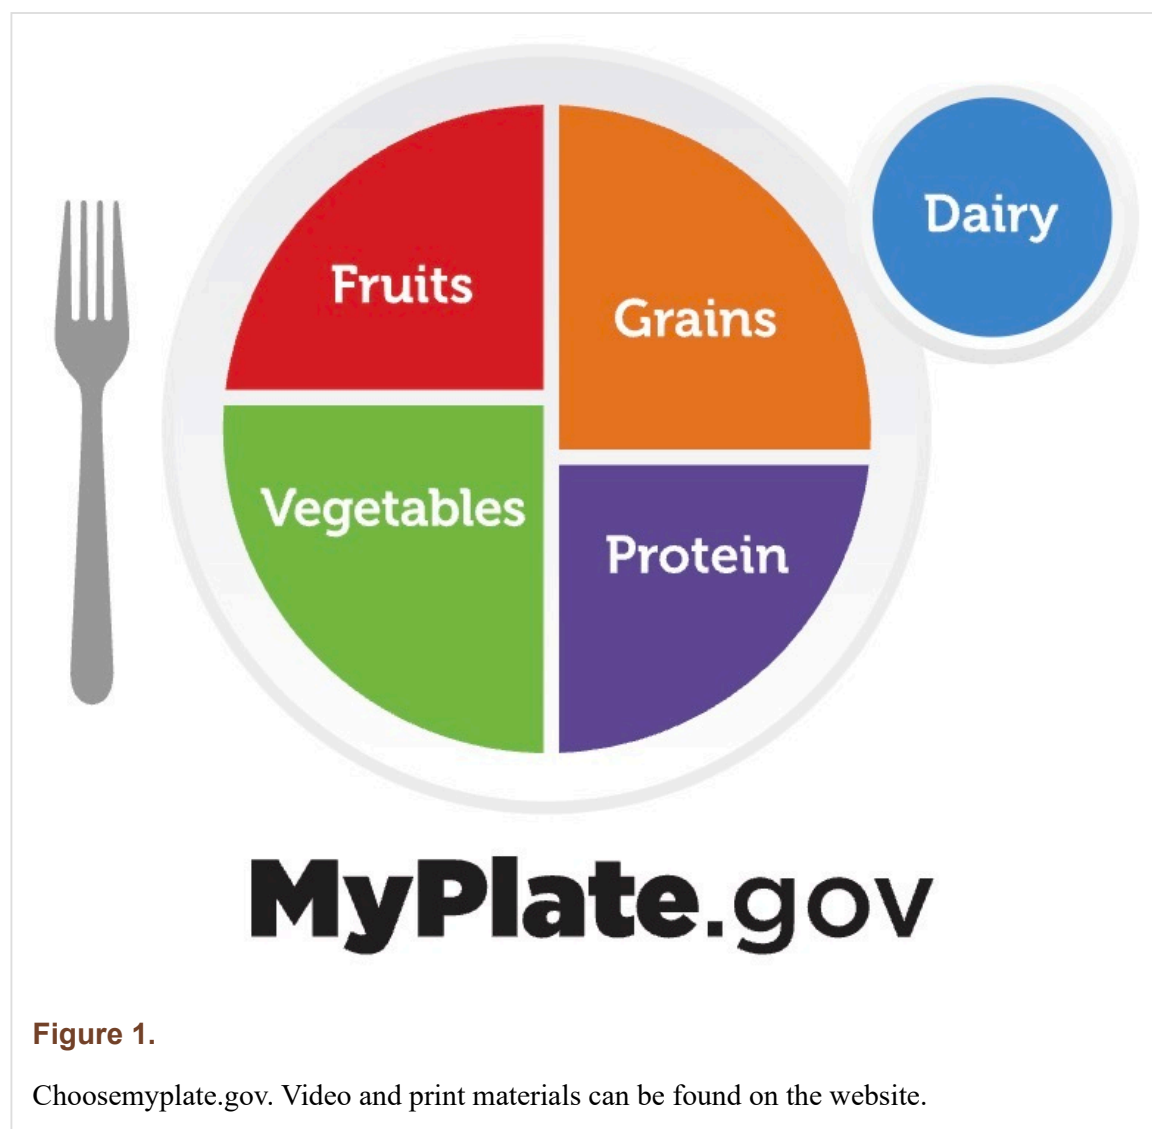 Fruits
Grains
Dairy
Vegetables
Protein
MyPlate.gov
Figure 1.
Choosemyplate.gov. Video and print materials can be found on the website.